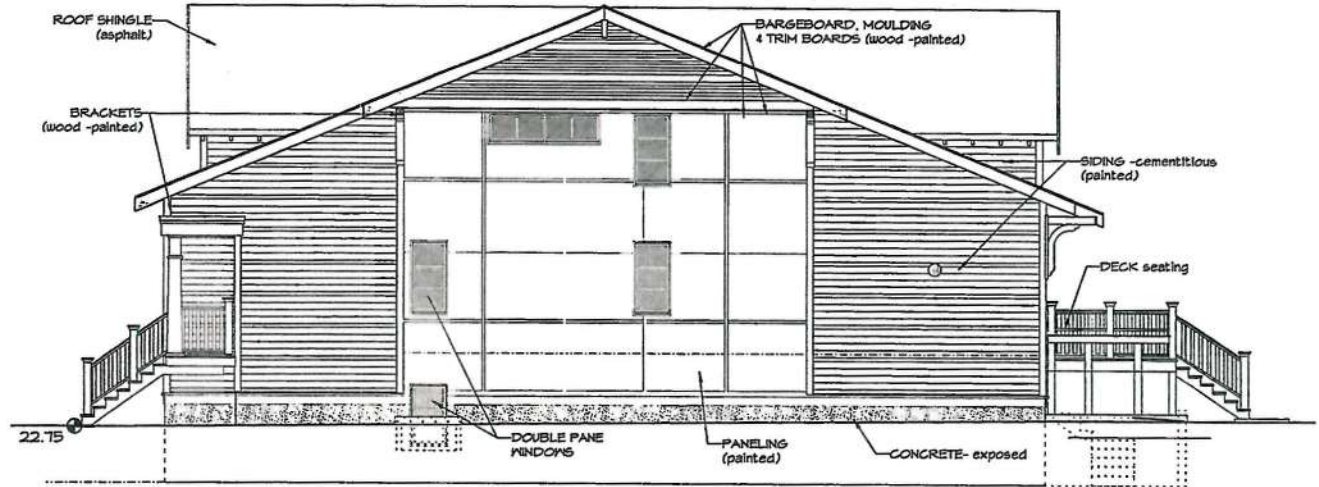 ROOF SHINGLE
(asphalt)
BARGEBOARD, MOULDING
& TRIM BOARDS (wood -painted)
BRACKETS
(wood -painted)
SIDING -cementitious
(painted)
DECK seating
22.75
DOUBLE PANE
WINDOWS
PANELING
(painted)
CONCRETE- exposed